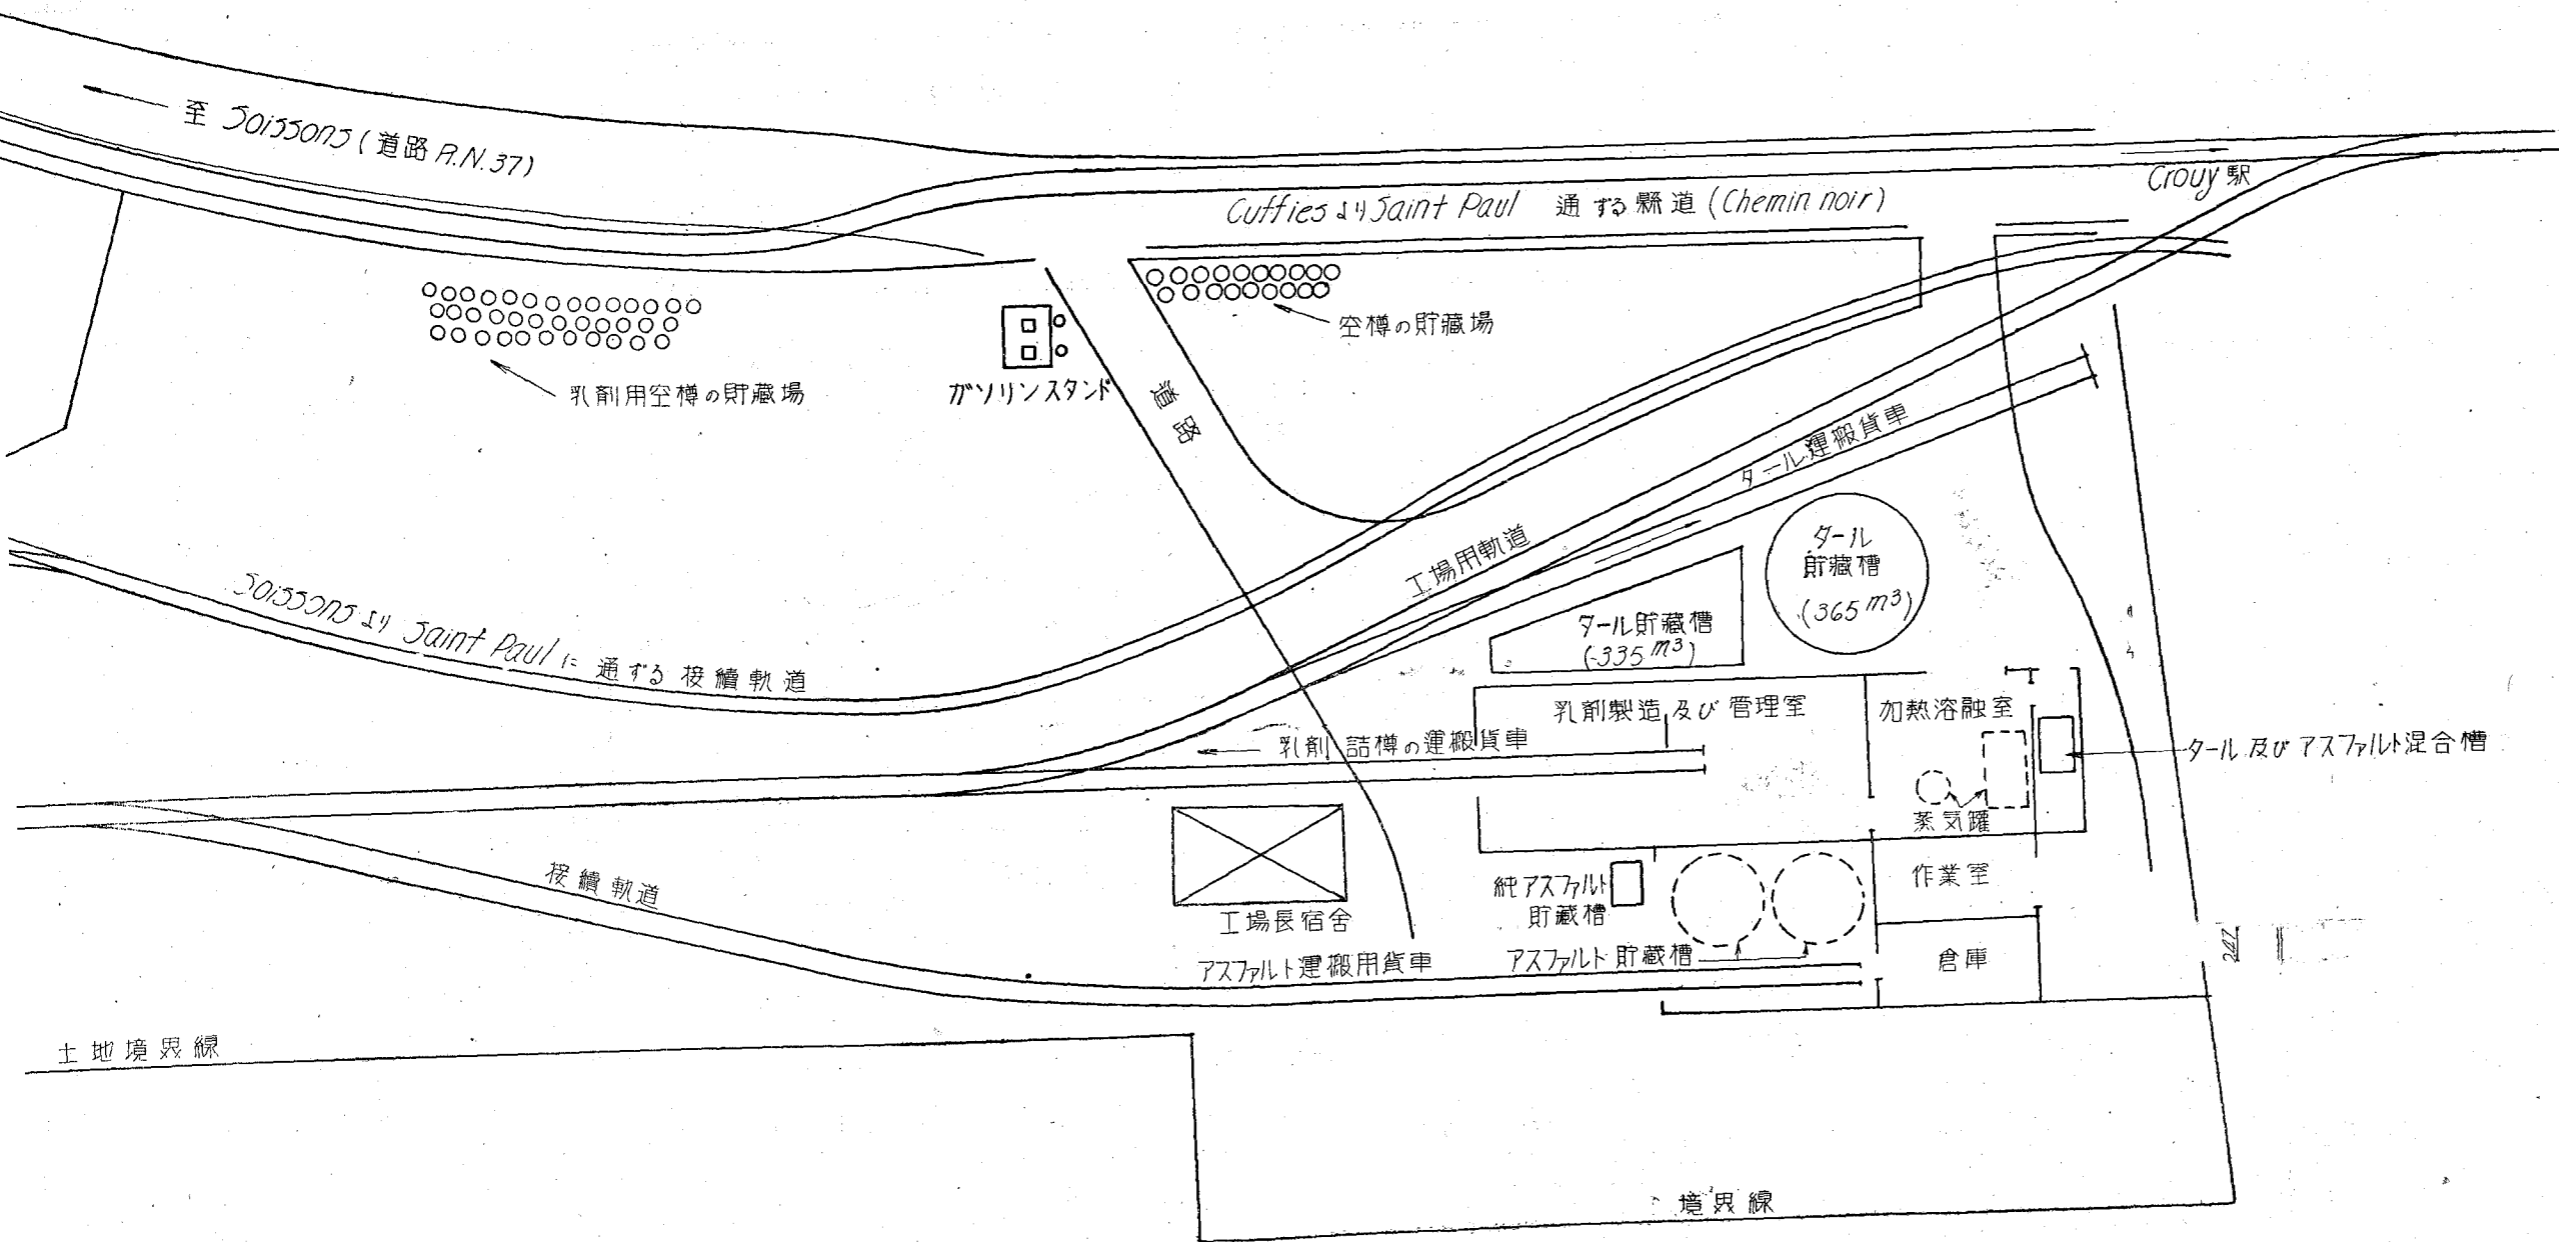 至 Soissons (道路 R.N.37)
Crouy 駅
Cuffies より Saint Paul 通ずる縣道 (Chemin noir)
空樽の貯藏場
乳剤用空樽の貯藏場
ガソリンスタンド
道路
タール運搬貨車
工場用軌道
タール
貯藏槽
(365 m³)
タール貯藏槽
(335 m³)
Soissons より Saint Paul に通ずる接續軌道
乳剤製造及び管理室
加熱溶融室
乳剤詰樽の運搬貨車
タール及びアスファルト混合槽
蒸気罐
接續軌道
純アスファルト
貯藏槽
作業室
工場長宿舎
アスファルト運搬用貨車
アスファルト貯藏槽
倉庫
247
土地境界線
境界線